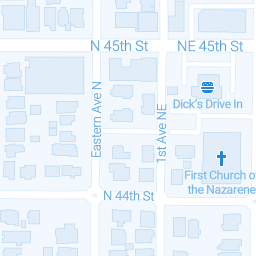 N 45th St
NE 45th St
Dick's Drive In
Eastern Ave N
1st Ave NE
First Church of
the Nazarene
N 44th St